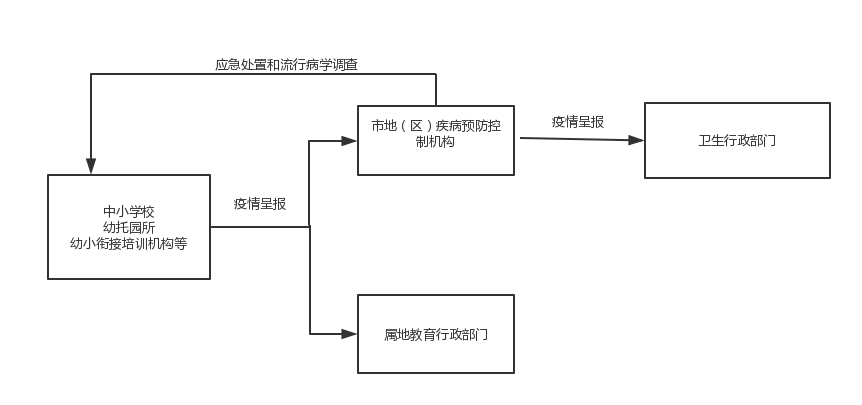 应急处置和流行病学调查
市地（区）疾病预防控
制机构
疫情呈报
卫生行政部门
中小学校
幼托园所
幼小衔接培训机构等
疫情呈报
属地教育行政部门